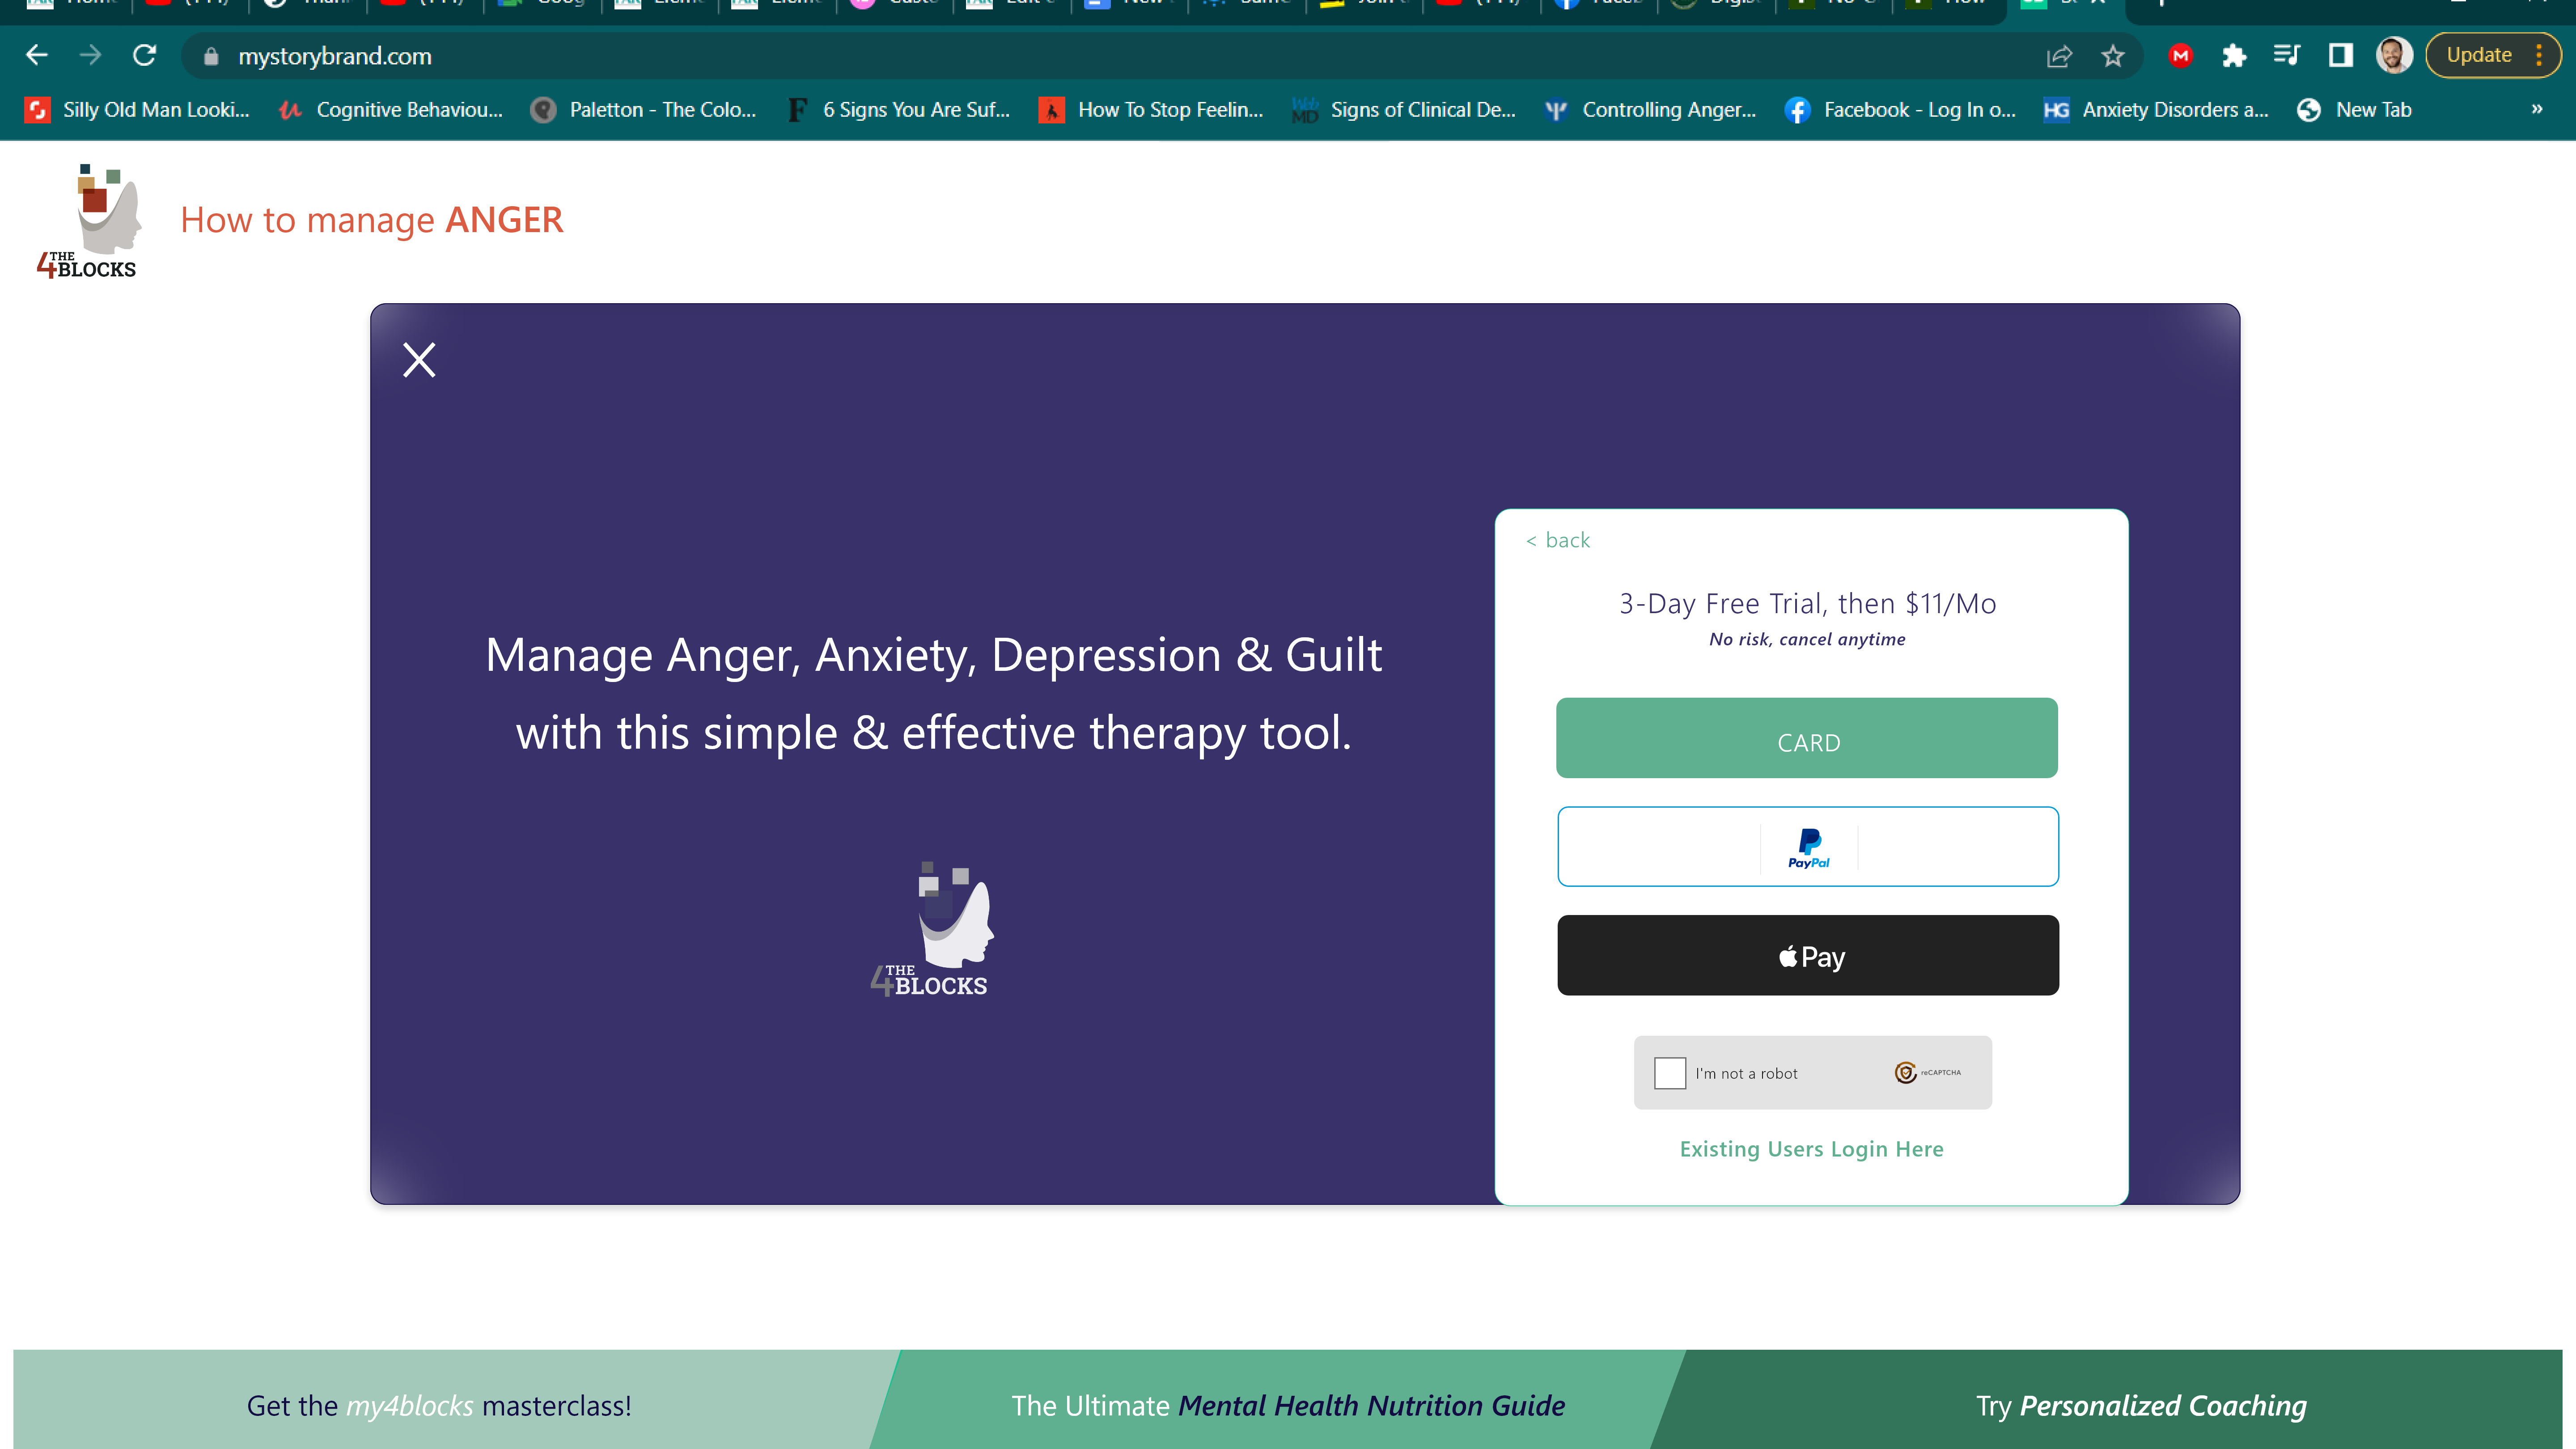 mystorybrand.com
Update
Silly Old Man Looki...
Cognitive Behaviou...
Paletton - The Colo...
6 Signs You Are Suf...
How To Stop Feelin...
Web MD Signs of Clinical De...
Controlling Anger...
Facebook - Log In o...
HG Anxiety Disorders a...
New Tab
»
4 THE BLOCKS
How to manage ANGER
Manage Anger, Anxiety, Depression & Guilt
with this simple & effective therapy tool.
4 THE BLOCKS
< back
3-Day Free Trial, then $11/Mo
No risk, cancel anytime
CARD
PayPal
Pay
I'm not a robot
reCAPTCHA
Existing Users Login Here
Get the my4blocks masterclass!
The Ultimate Mental Health Nutrition Guide
Try Personalized Coaching